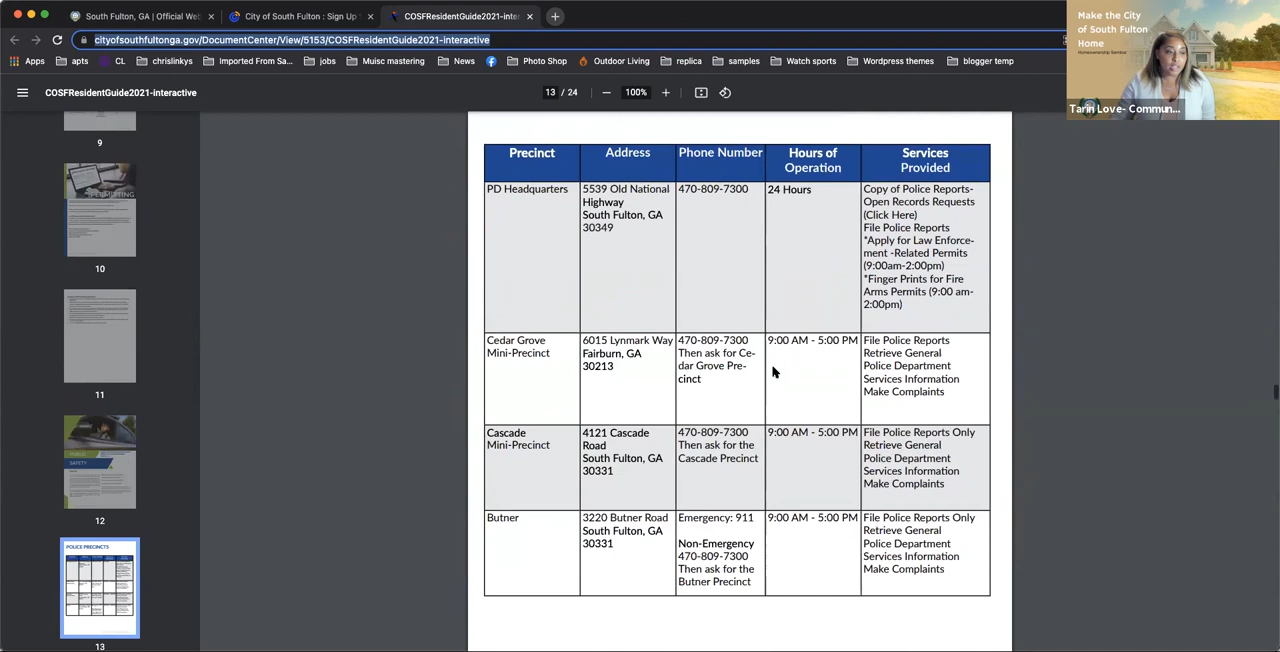 South Fulton, GA | Official Web
City of South Fulton : Sign Up
COSFResidentGuide2021-inter
cityofsouthfultonga.gov/DocumentCenter/View/5153/COSFResidentGuide2021-interactive
Apps
apts
CL
chrislinkys
Imported From Sa...
jobs
Muisc mastering
News
Photo Shop
Outdoor Living
replica
samples
Watch sports
Wordpress themes
blogger temp
Make the City
of South Fulton
Home
Homeownership Seminar
Tarin Love- Commun...
COSFResidentGuide2021-interactive
13 / 24
100%
9
PERMITTING
10
11
PUBLIC
SAFETY
12
POLICE PRECINCTS
13
Precinct
Address
Phone Number
Hours of
Operation
Services
Provided
PD Headquarters
5539 Old National
Highway
South Fulton, GA
30349
470-809-7300
24 Hours
Copy of Police Reports-
Open Records Requests
(Click Here)
File Police Reports
*Apply for Law Enforce-
ment -Related Permits
(9:00am-2:00pm)
*Finger Prints for Fire
Arms Permits (9:00 am-
2:00pm)
Cedar Grove
Mini-Precinct
6015 Lynmark Way
Fairburn, GA
30213
470-809-7300
Then ask for Ce-
dar Grove Pre-
cinct
9:00 AM - 5:00 PM
File Police Reports
Retrieve General
Police Department
Services Information
Make Complaints
Cascade
Mini-Precinct
4121 Cascade
Road
South Fulton, GA
30331
470-809-7300
Then ask for the
Cascade Precinct
9:00 AM - 5:00 PM
File Police Reports Only
Retrieve General
Police Department
Services Information
Make Complaints
Butner
3220 Butner Road
South Fulton, GA
30331
Emergency: 911
Non-Emergency
470-809-7300
Then ask for the
Butner Precinct
9:00 AM - 5:00 PM
File Police Reports Only
Retrieve General
Police Department
Services Information
Make Complaints